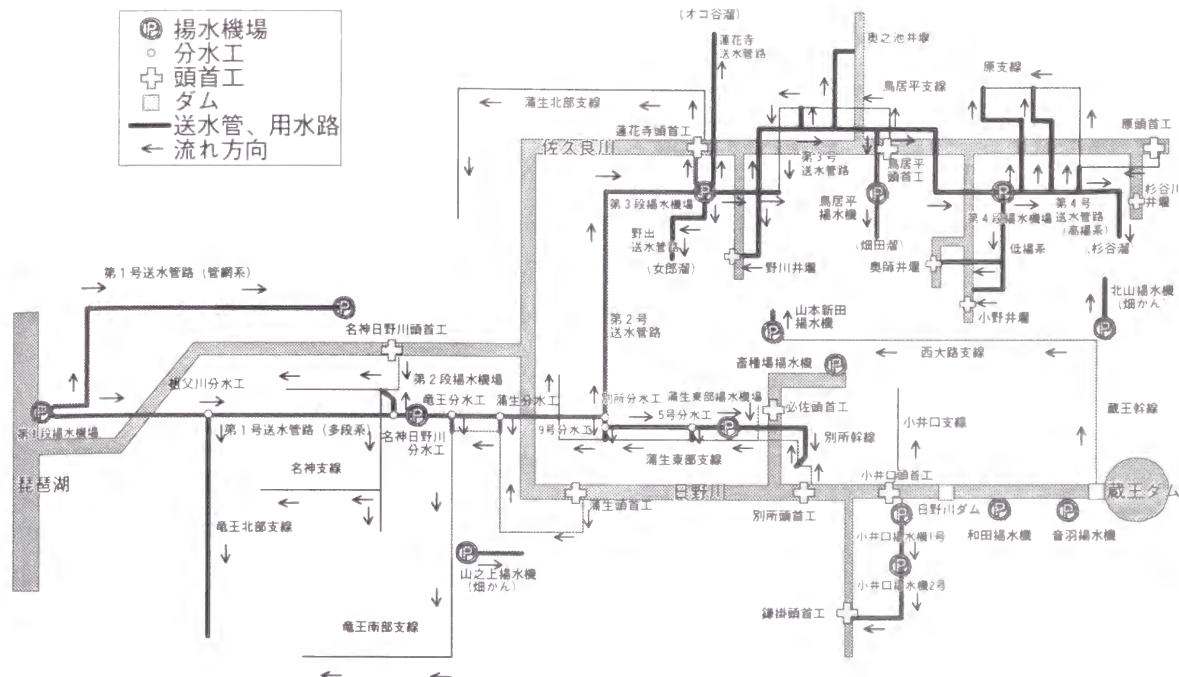 揚水機場
分水工
頭首工
ダム
送水管、用水路
流れ方向
(オコ谷溜)
蓮花寺
送水管路
奥之池井堰
原支線
鳥居平支線
蒲生北部支線
蓮花寺頭首工
原頭首工
佐久良川
第3号
送水管路
鳥居平
頭首工
第3段揚水機場
鳥居平
揚水機
第4段揚水機場
第4号
送水管路
(高揚系)
杉谷川
井堰
野出
送水管路
(女郎溜)
野川井堰
(畑田溜)
奥師井堰
低揚系
(杉谷溜)
第1号送水管路(管網系)
小野井堰
北山揚水機
(畑かん)
第2号
送水管路
山本新田
揚水機
名神日野川頭首工
西大路支線
畜種場揚水機
祖父川分水工
第2段揚水機場
竜王分水工
蒲生分水工
別所分水工
蒲生東部揚水機場
5号分水工
必佐頭首工
蔵王幹線
第1段揚水機場
第1号送水管路(多段系)
名神日野川
分水工
9号分水工
別所幹線
小井口支線
蒲生東部支線
名神支線
小井口頭首工
琵琶湖
日野川
蔵王ダム
竜王北部支線
蒲生頭首工
別所頭首工
日野川ダム
和田揚水機
音羽揚水機
小井口揚水機1号
山之上揚水機
(畑かん)
小井口揚水機2号
鎌掛頭首工
竜王南部支線